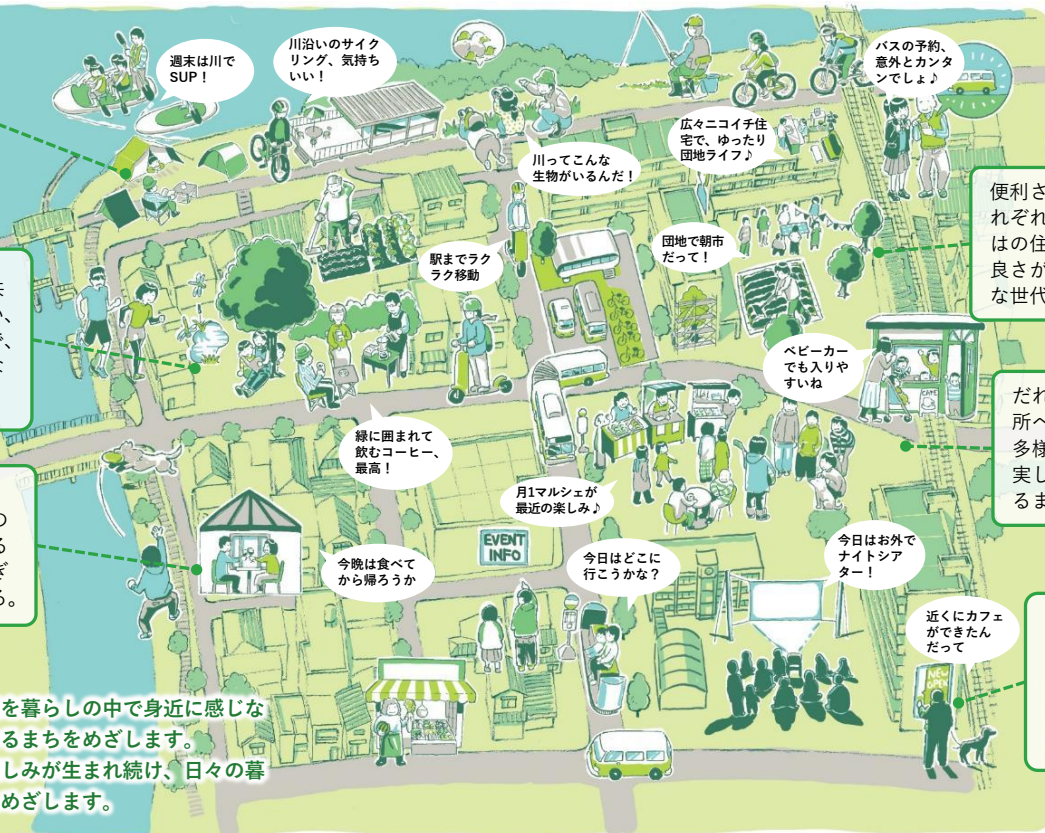 週末は川で
SUP！
川沿いのサイク
リング、気持ち
いい！
バスの予約、
意外とカンタ
ンでしょ♪
広々ニコイチ住
宅で、ゆったり
団地ライフ♪
川ってこんな
生物がいるんだ！
駅までラク
ラク移動
団地で朝市
だって！
便利さ
れぞれ
はの住
良さが
な世代
ベビーカー
でも入りや
すいね
CAFE
だれ
所へ
多様
実し
るま
い、
で、
緑に囲まれて
飲むコーヒー、
最高！
月1マルシェが
最近の楽しみ♪
EVENT
INFO
つ
る
ぎ
る。
今晩は食べて
から帰ろうか
今日はどこに
行こうかな？
今日はお外で
ナイトシア
ター！
近くにカフェ
ができたん
だって
NEW
OPEN
を暮らしの中で身近に感じな
るまちをめざします。
しみが生まれ続け、日々の暮
めざします。